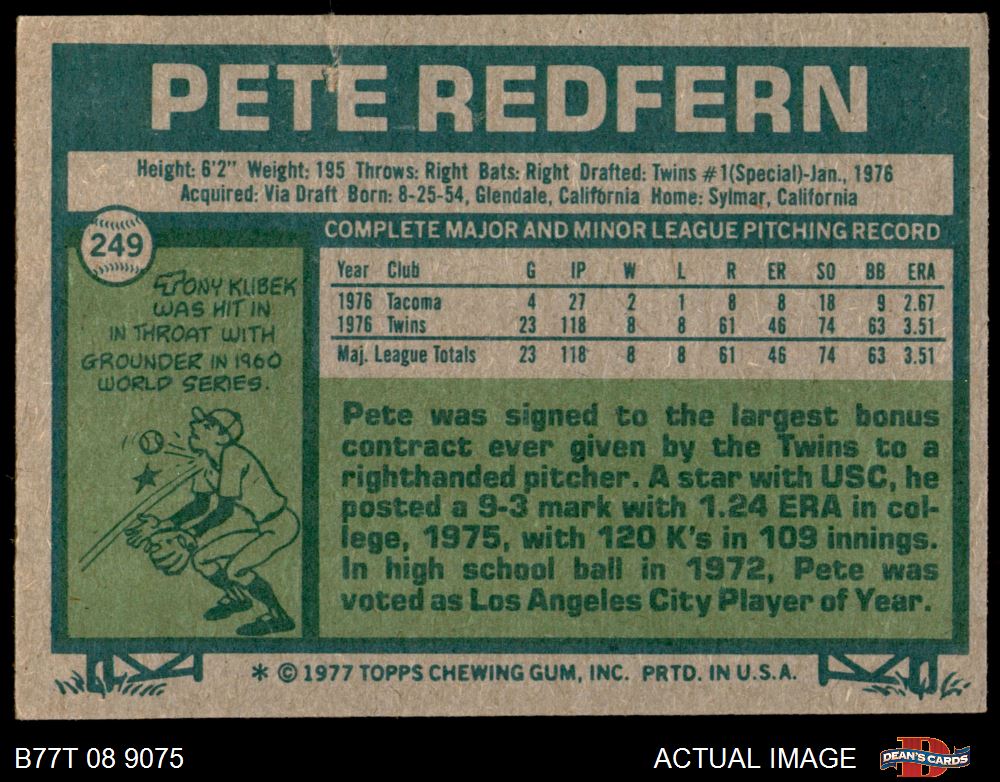 PETE REDFERN
Height: 6'2" Weight: 195 Throws: Right Bats: Right Drafted: Twins #1(Special)-Jan., 1976
Acquired: Via Draft Born: 8-25-54, Glendale, California Home: Sylmar, California
249
TONY KUBEK
WAS HIT IN
IN THROAT WITH
GROUNDER IN 1960
WORLD SERIES.
COMPLETE MAJOR AND MINOR LEAGUE PITCHING RECORD
Year Club G IP W L R ER SO BB ERA
1976 Tacoma 4 27 2 1 8 8 18 9 2.67
1976 Twins 23 118 8 8 61 46 74 63 3.51
Maj. League Totals 23 118 8 8 61 46 74 63 3.51
Pete was signed to the largest bonus
contract ever given by the Twins to a
righthanded pitcher. A star with USC, he
posted a 9-3 mark with 1.24 ERA in col-
lege, 1975, with 120 K's in 109 innings.
In high school ball in 1972, Pete was
voted as Los Angeles City Player of Year.
* © 1977 TOPPS CHEWING GUM, INC. PRTD. IN U.S.A.
B77T 08 9075
ACTUAL IMAGE
DEAN'S CARDS